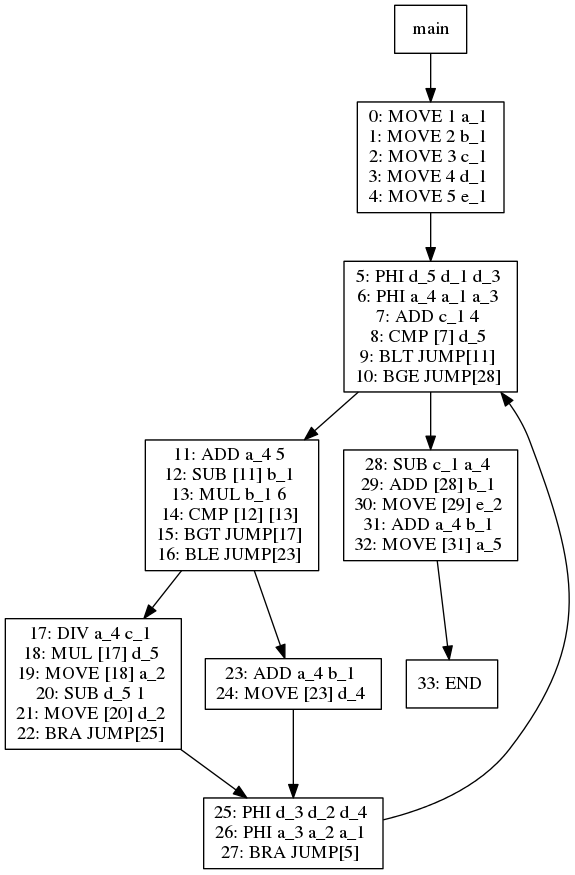 main
0: MOVE 1 a_1
1: MOVE 2 b_1
2: MOVE 3 c_1
3: MOVE 4 d_1
4: MOVE 5 e_1
5: PHI d_5 d_1 d_3
6: PHI a_4 a_1 a_3
7: ADD c_1 4
8: CMP [7] d_5
9: BLT JUMP[11]
10: BGE JUMP[28]
11: ADD a_4 5
12: SUB [11] b_1
13: MUL b_1 6
14: CMP [12] [13]
15: BGT JUMP[17]
16: BLE JUMP[23]
28: SUB c_1 a_4
29: ADD [28] b_1
30: MOVE [29] e_2
31: ADD a_4 b_1
32: MOVE [31] a_5
17: DIV a_4 c_1
18: MUL [17] d_5
19: MOVE [18] a_2
20: SUB d_5 1
21: MOVE [20] d_2
22: BRA JUMP[25]
23: ADD a_4 b_1
24: MOVE [23] d_4
33: END
25: PHI d_3 d_2 d_4
26: PHI a_3 a_2 a_1
27: BRA JUMP[5]